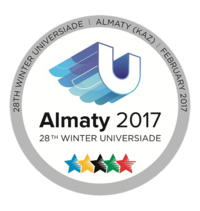 28TH WINTER UNIVERSIADE | ALMATY (KAZ) | FEBRUARY 2017
U
Almaty 2017
28TH WINTER UNIVERSIADE